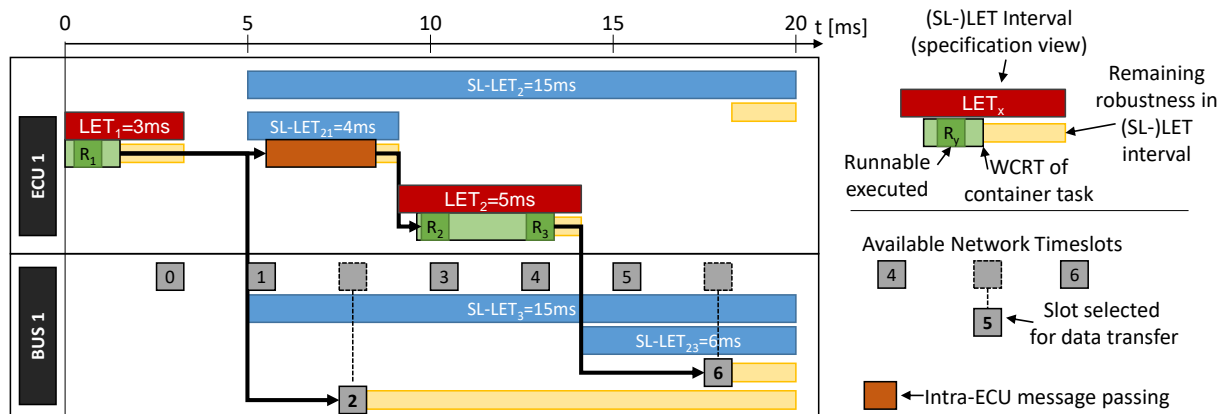 0 5 10 15 20 t [ms]
ECU 1
SL-LET2=15ms
LET1=3ms SL-LET21=4ms
R1
LET2=5ms
R2 R3
BUS 1
0 1 3 4 5
SL-LET3=15ms
SL-LET23=6ms
6
2
(SL-)LET Interval
(specification view)
Remaining
robustness in
(SL-)LET
interval
LETx
Ry
Runnable
executed
WCRT of
container task
Available Network Timeslots
4 6
5
Slot selected
for data transfer
Intra-ECU message passing